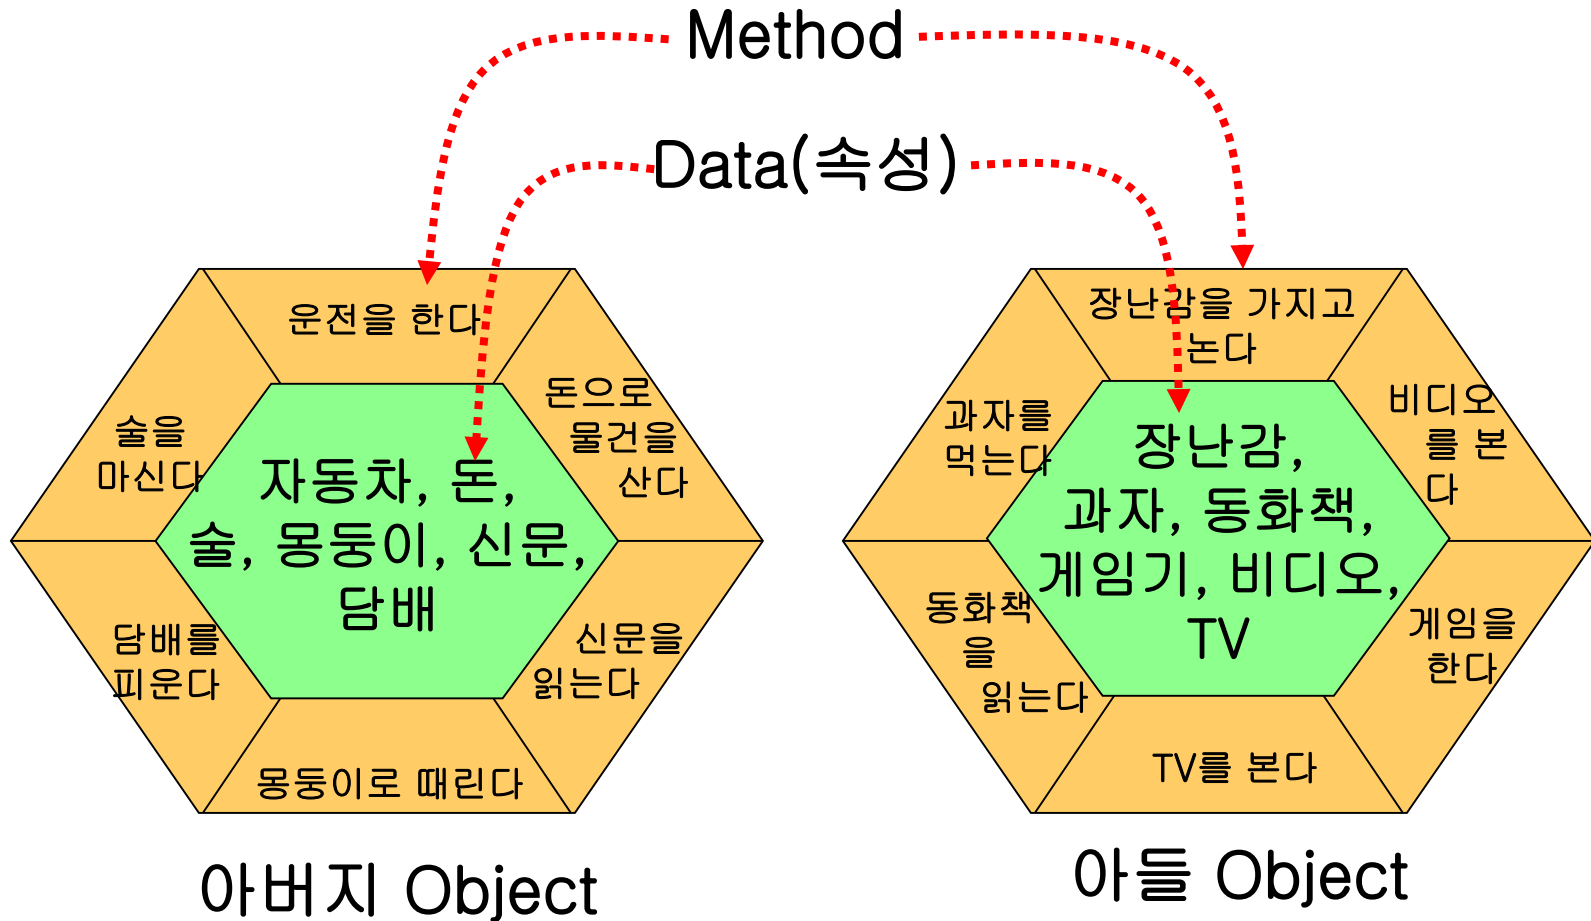 Method
Data(속성)
운전을 한다
돈으로
물건을
산다
술을
마신다
자동차, 돈,
술, 몽둥이, 신문,
담배
담배를
피운다
신문을
읽는다
몽둥이로 때린다
아버지 Object
장난감을 가지고
논다
과자를
먹는다
비디오
를 본
다
장난감,
과자, 동화책,
게임기, 비디오,
TV
동화책
을
읽는다
게임을
한다
TV를 본다
아들 Object